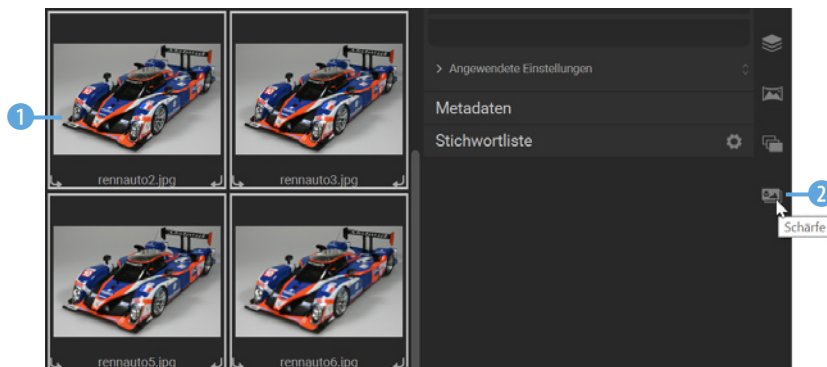 Angewendete Einstellungen
Metadaten
Stichwortliste
1
2
rennauto2.jpg
rennauto3.jpg
Schärfe
rennauto5.jpg
rennauto6.jpg